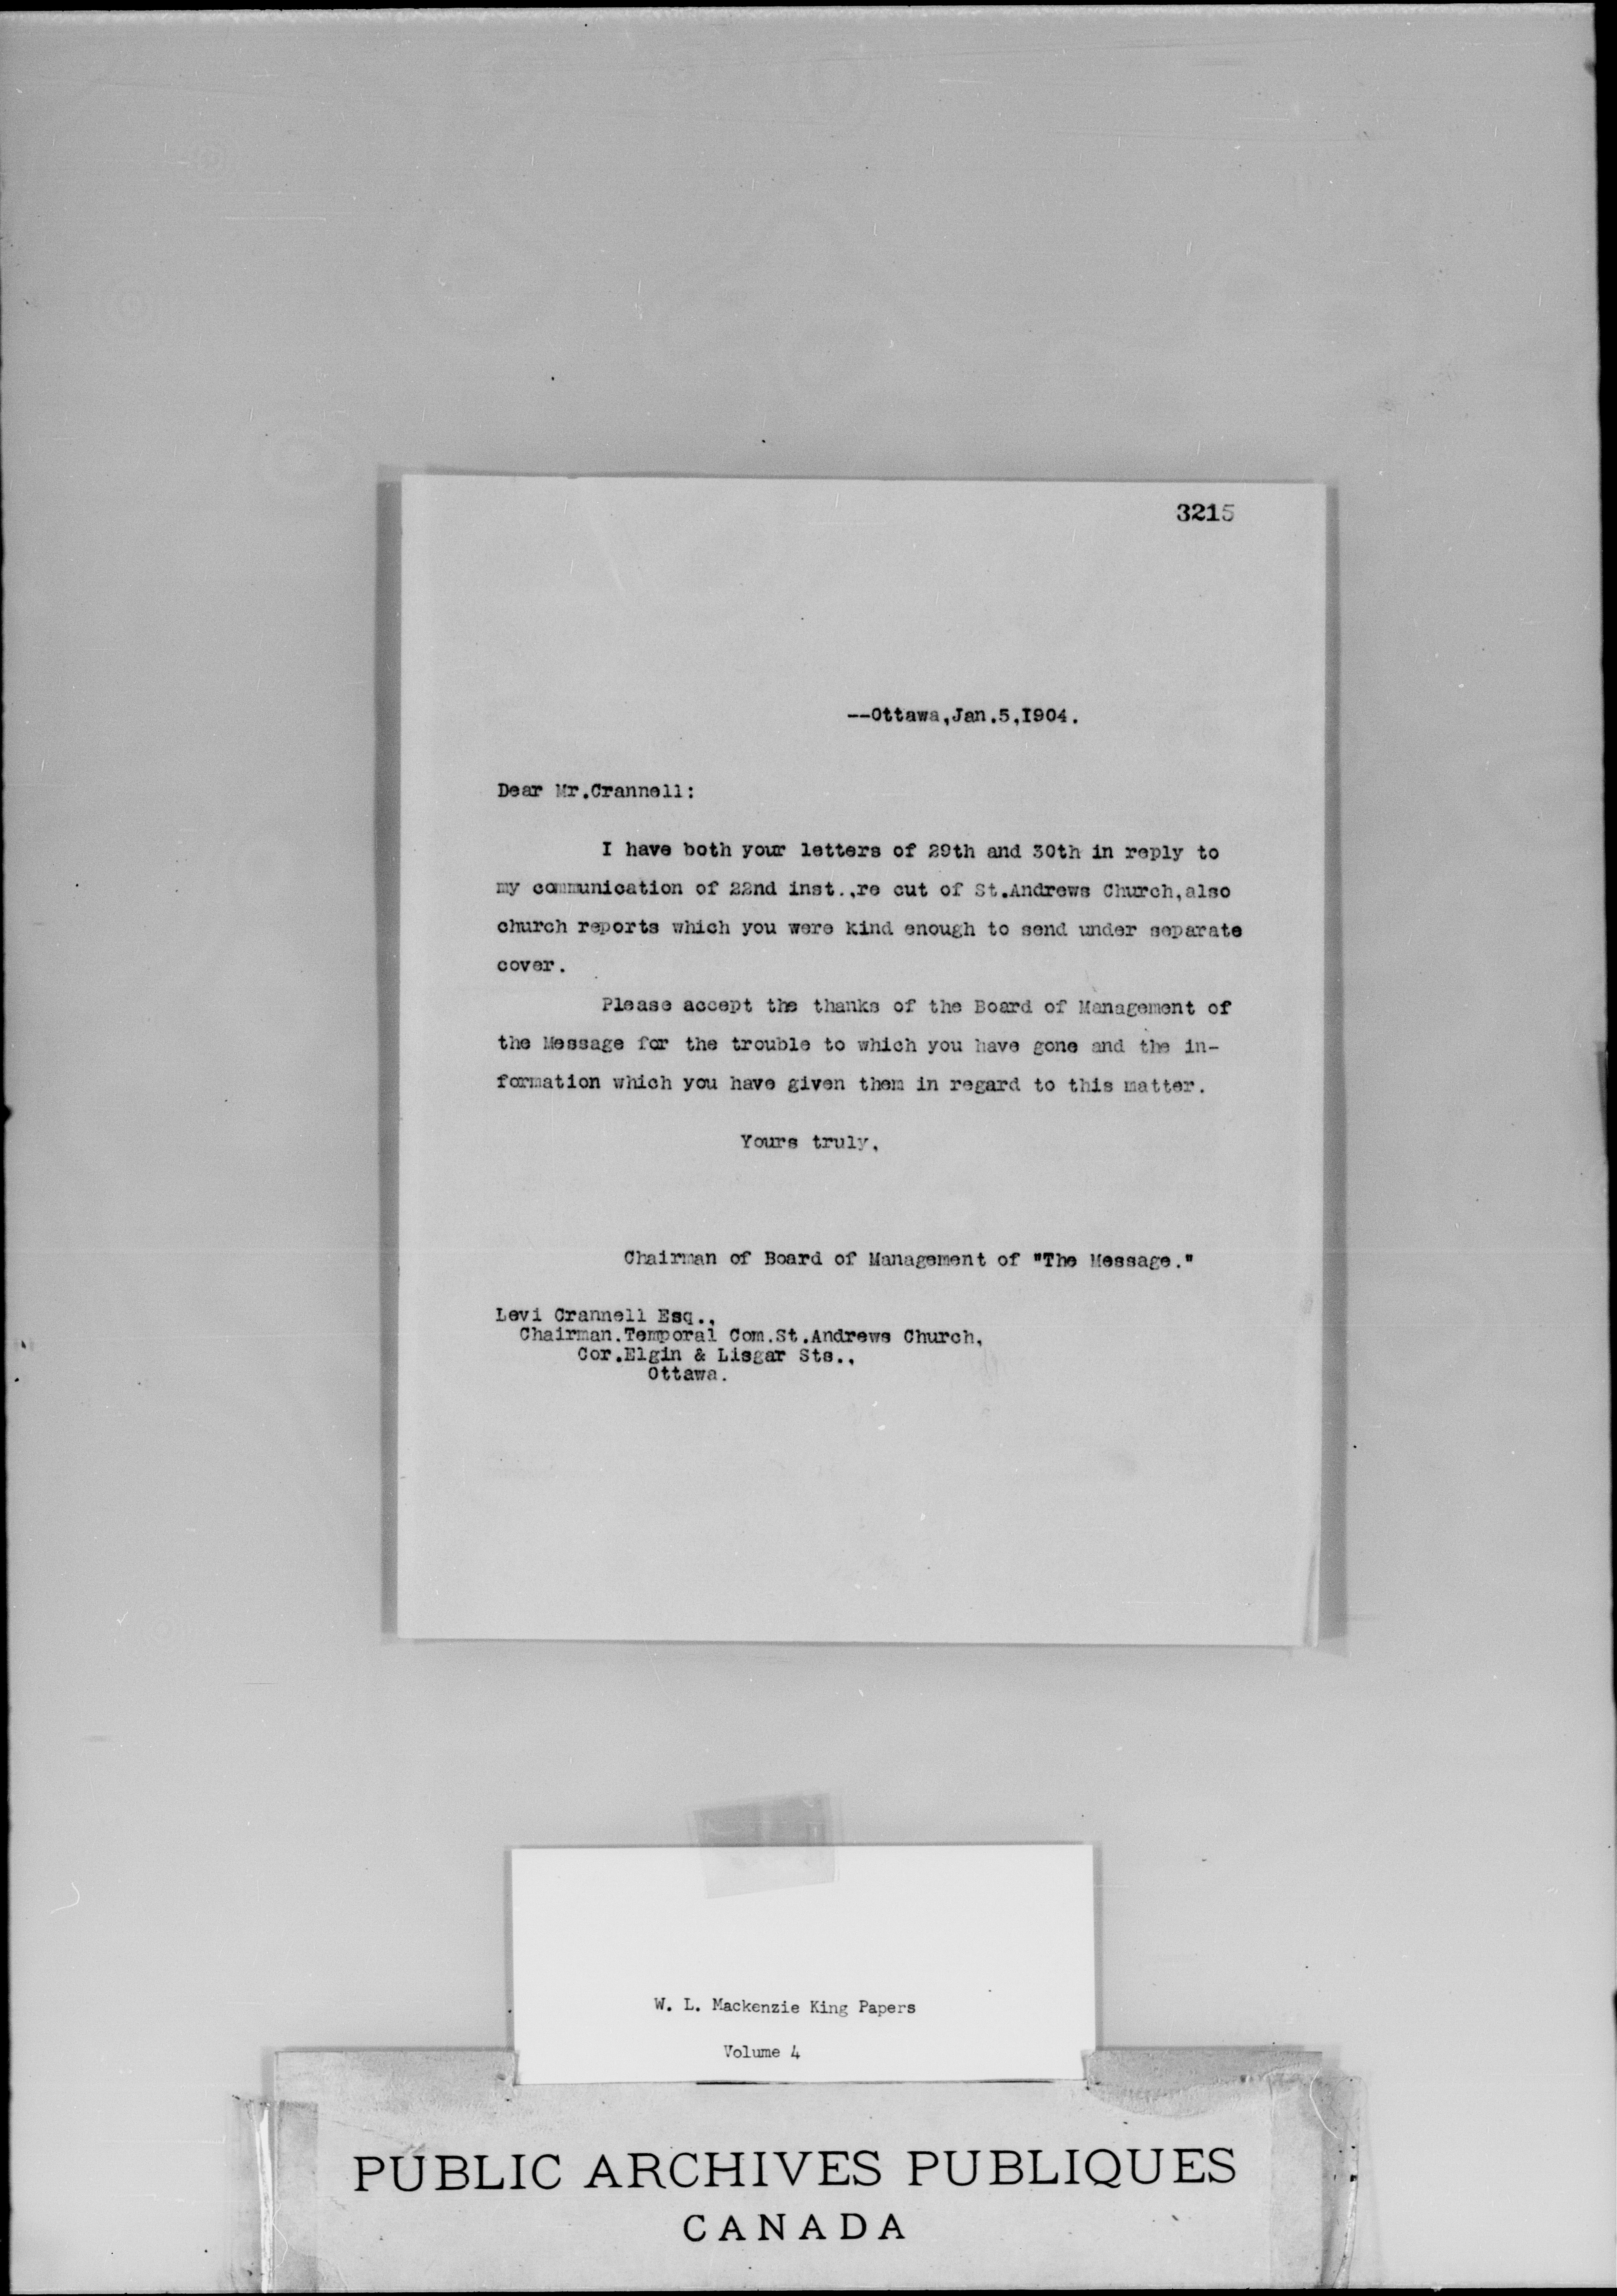 3215
--Ottawa,Jan.5,I904.
Dear Mr.Crannell:
I have both your letters of 29th and 30th in reply to
my communication of 22nd inst.,re cut of St.Andrews Church,also
church reports which you were kind enough to send under separate
cover.
Please accept the thanks of the Board of Management of
the Message for the trouble to which you have gone and the in-
formation which you have given them in regard to this matter.
Yours truly,
Chairman of Board of Management of "The Message."
Levi Crannell Esq.,
Chairman.Temporal Com.St.Andrews Church,
Cor.Elgin & Lisgar Sts.,
Ottawa.
W. L. Mackenzie King Papers
Volume 4
PUBLIC ARCHIVES PUBLIQUES
CANADA